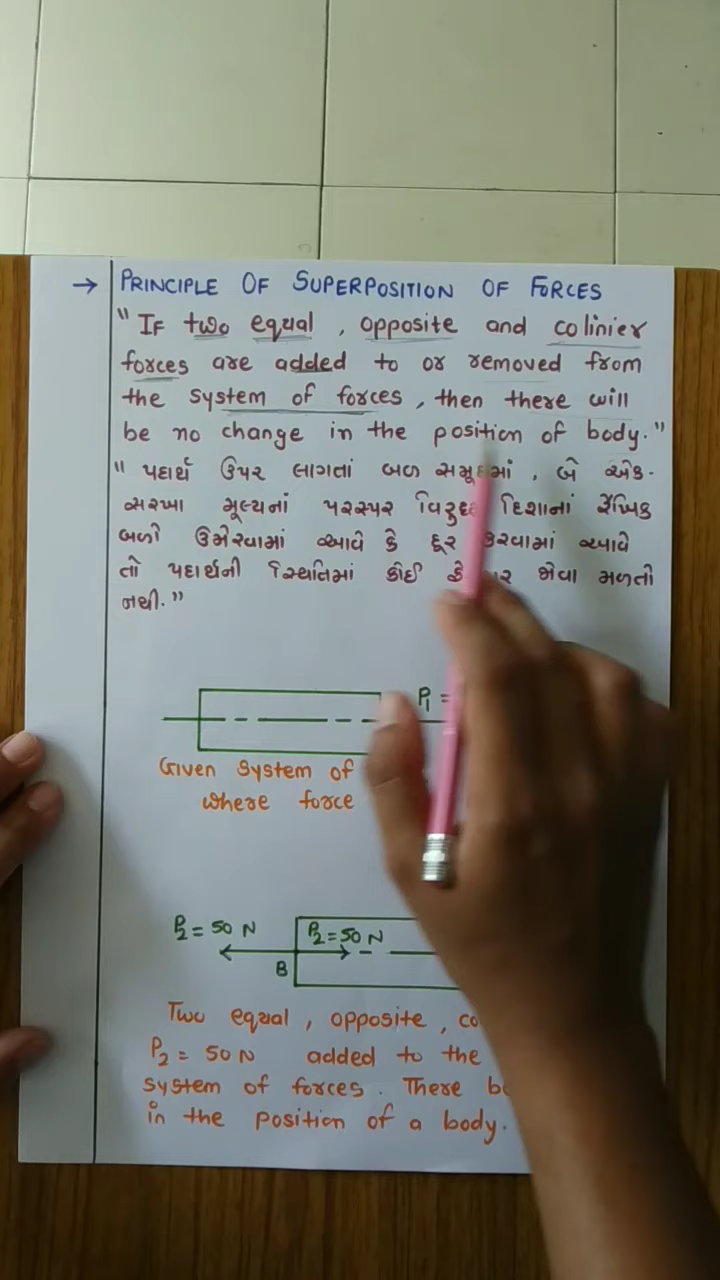 → PRINCIPLE OF SUPERPOSITION OF FORCES
"IF two equal, opposite and colinier
forces are added to or removed from
the system of forces, then there will
be no change in the position of body."
"પદાર્થ ઉપર લાગતાં બળ સમૂહમાં, બે એક-
સરખા મૂલ્યનાં પરસ્પર વિરુદ્ધ દિશાનાં રૈખિક
બળો ઉમેરવામાં આવે કે દૂર કરવામાં આવે
તો પદાર્થની સ્થિતિમાં કોઈ જોવા મળતો
નથી."
P1 =
Given system of
where force
P2 = 50 N P2 = 50 N
B
Two equal, opposite,
P2 = 50 N added to the
system of forces. There
in the position of a body.